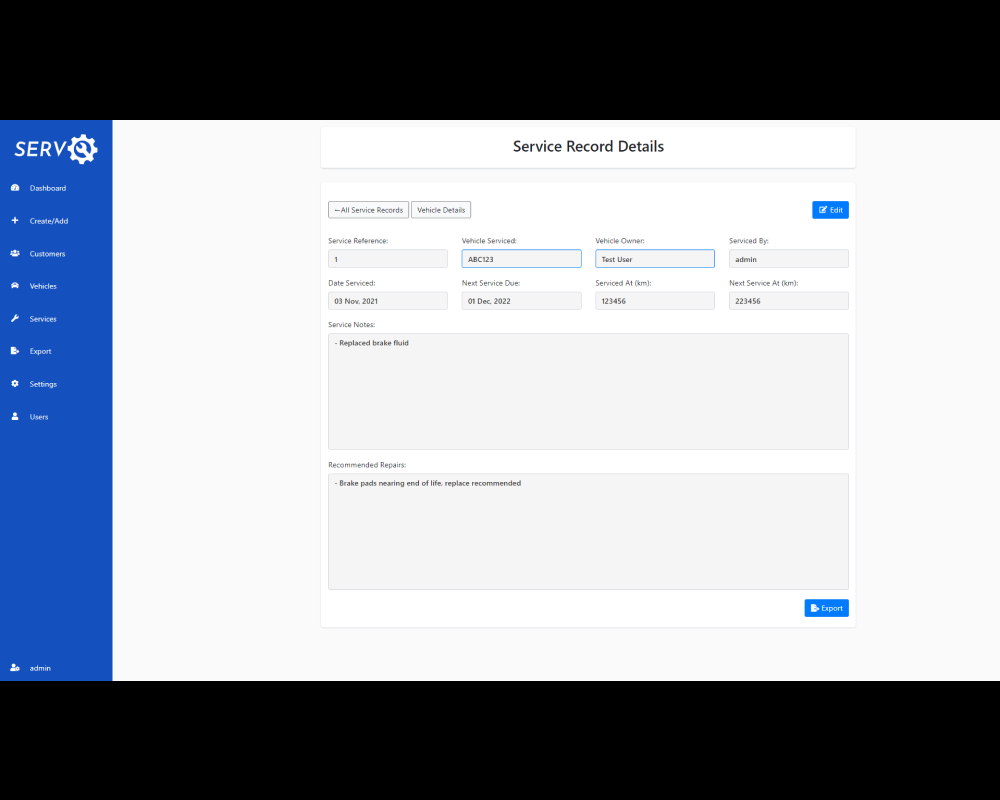 SERV
Service Record Details
Dashboard
Create/Add
Customers
Vehicles
Services
Export
Settings
Users
admin
←All Service Records Vehicle Details Edit
Service Reference: Vehicle Serviced: Vehicle Owner: Serviced By:
1 ABC123 Test User admin
Date Serviced: Next Service Due: Serviced At (km): Next Service At (km):
03 Nov, 2021 01 Dec, 2022 123456 223456
Service Notes:
- Replaced brake fluid
Recommended Repairs:
- Brake pads nearing end of life, replace recommended
Export